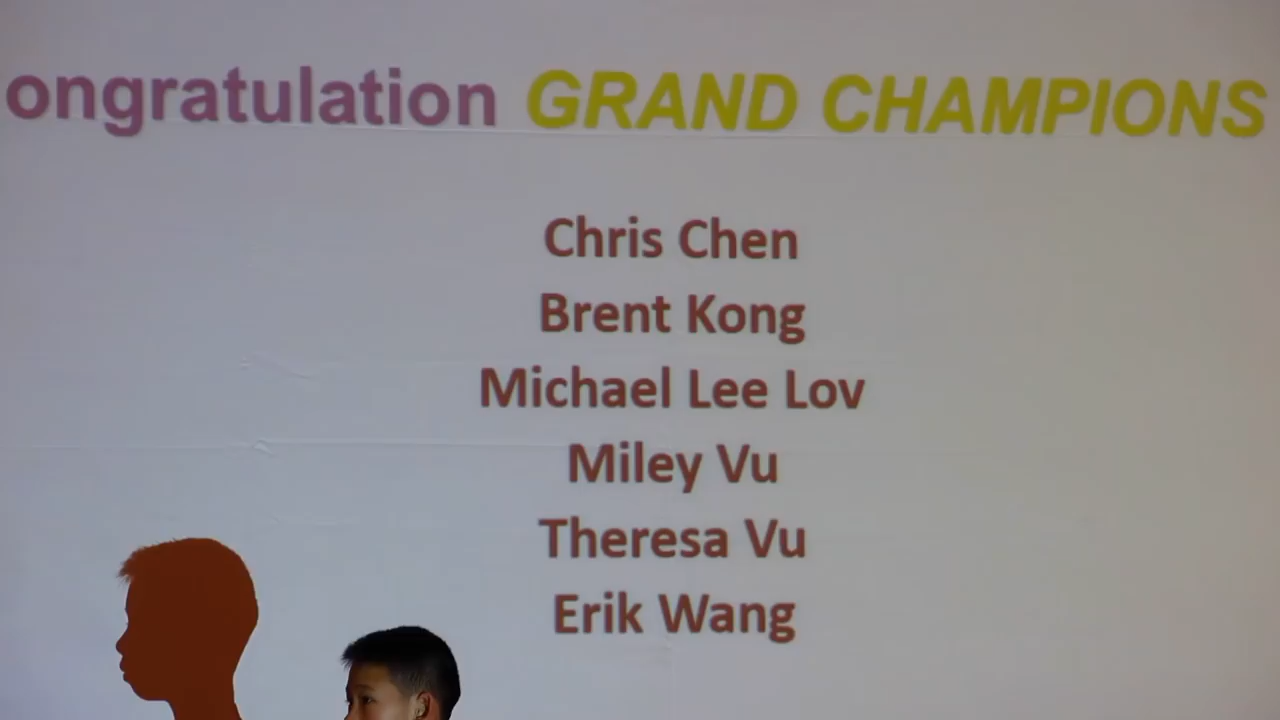 ongratulation GRAND CHAMPIONS
Chris Chen
Brent Kong
Michael Lee Lov
Miley Vu
Theresa Vu
Erik Wang